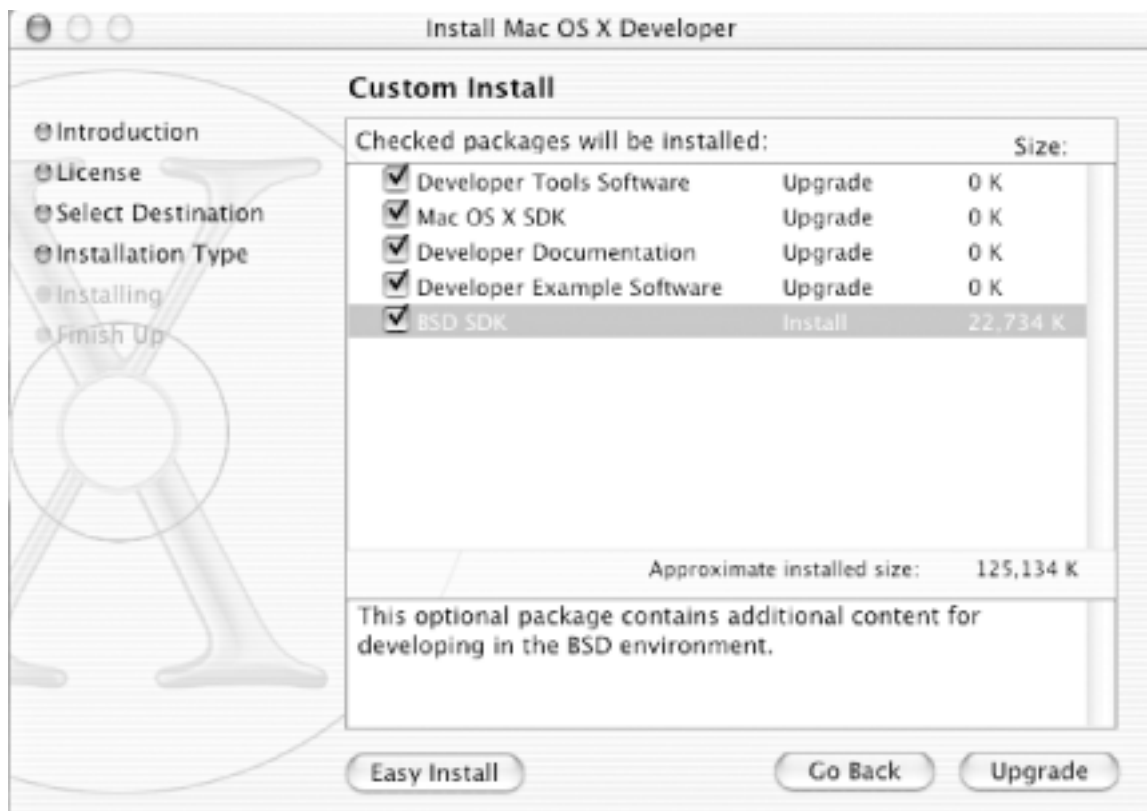 Install Mac OS X Developer
Custom Install
Introduction
License
Select Destination
Installation Type
Installing
Finish Up
Checked packages will be installed: Size:
Developer Tools Software Upgrade 0 K
Mac OS X SDK Upgrade 0 K
Developer Documentation Upgrade 0 K
Developer Example Software Upgrade 0 K
BSD SDK Install 22,734 K
Approximate installed size: 125,134 K
This optional package contains additional content for
developing in the BSD environment.
Easy Install Go Back Upgrade